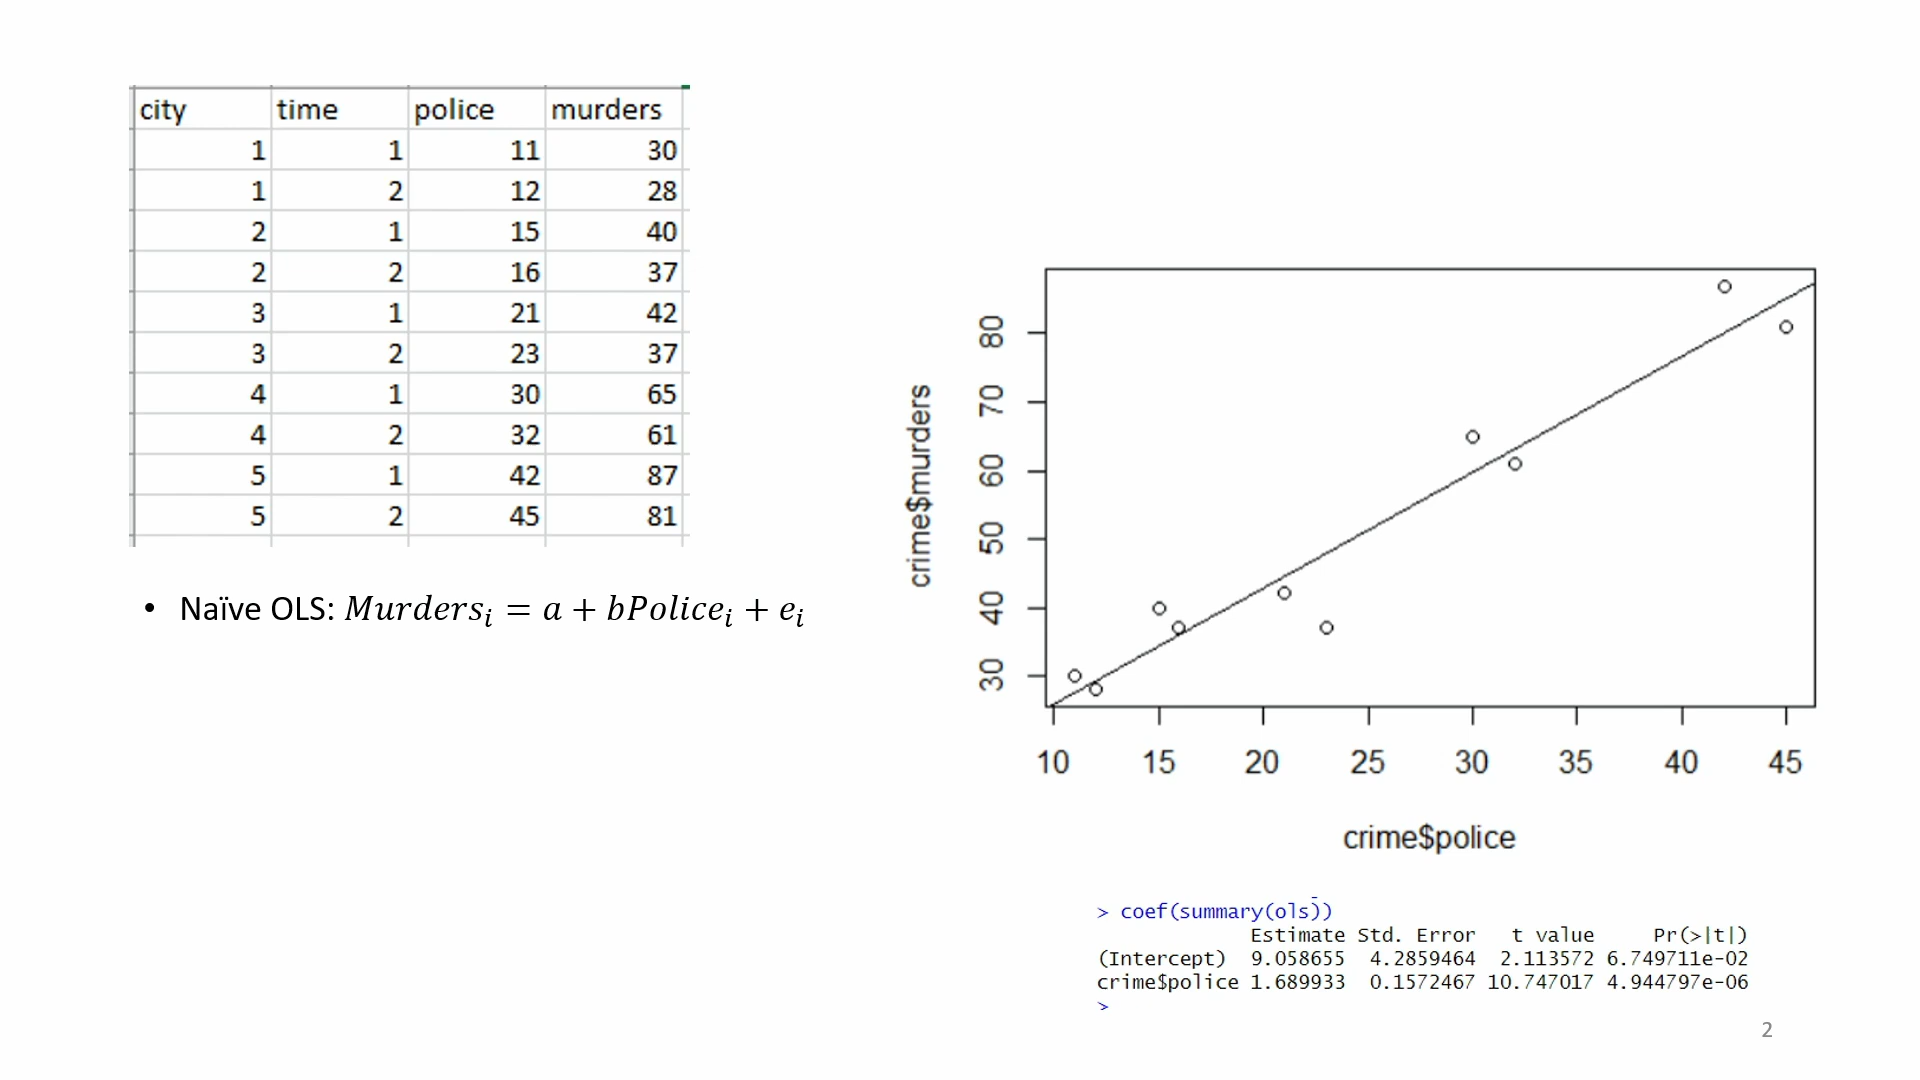 city time police murders
1 1 11 30
1 2 12 28
2 1 15 40
2 2 16 37
3 1 21 42
3 2 23 37
4 1 30 65
4 2 32 61
5 1 42 87
5 2 45 81
• Naïve OLS: Murdersᵢ = a + bPoliceᵢ + eᵢ
crime$murders
80
70
60
50
40
30
10 15 20 25 30 35 40 45
crime$police
> coef(summary(ols))
Estimate Std. Error t value Pr(>|t|)
(Intercept) 9.058655 4.2859464 2.113572 6.749711e-02
crime$police 1.689933 0.1572467 10.747017 4.944797e-06
>
2